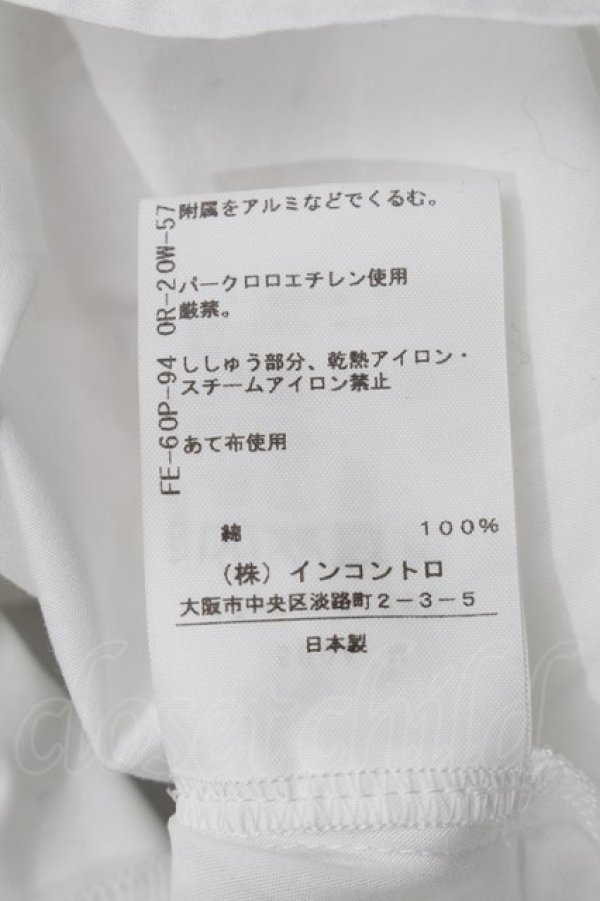 附属をアルミなどでくるむ。
パークロロエチレン使用
厳禁。
ししゅう部分、乾熱アイロン・
スチームアイロン禁止
あて布使用
綿 100%
(株) インコントロ
大阪市中央区淡路町2-3-5
日本製
FE-60P-94 OR-20W-57
closet child